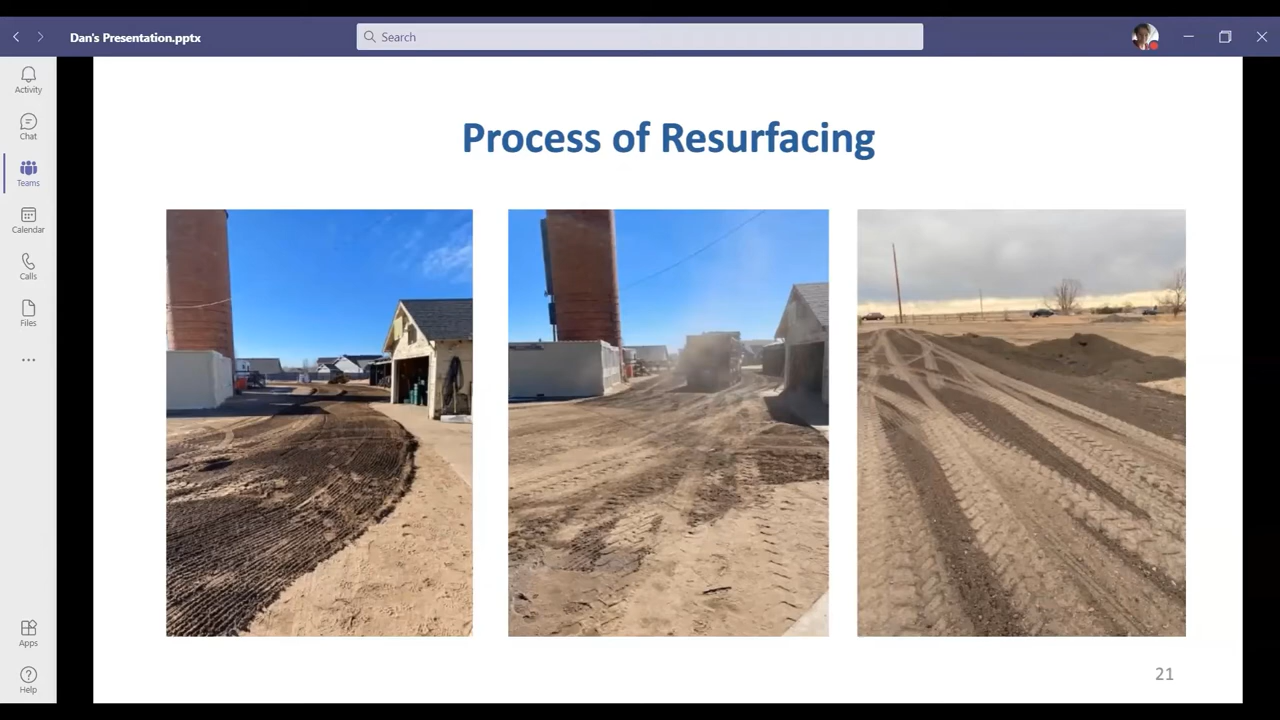 Dan's Presentation.pptx
Search
Activity
Chat
Teams
Calendar
Calls
Files
Apps
Help
Process of Resurfacing
21